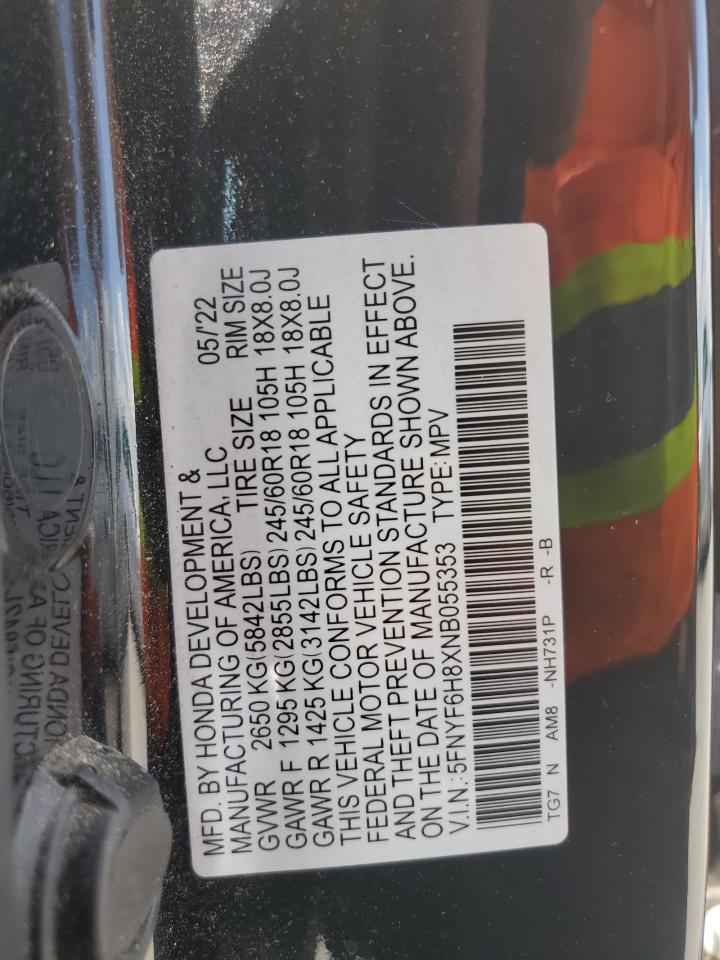 MFD. BY HONDA DEVELOPMENT &
MANUFACTURING OF AMERICA, LLC 05/'22
GVWR 2650 KG(5842LBS) TIRE SIZE RIM SIZE
GAWR F 1295 KG(2855LBS) 245/60R18 105H 18X8.0J
GAWR R 1425 KG(3142LBS) 245/60R18 105H 18X8.0J
THIS VEHICLE CONFORMS TO ALL APPLICABLE
FEDERAL MOTOR VEHICLE SAFETY
AND THEFT PREVENTION STANDARDS IN EFFECT
ON THE DATE OF MANUFACTURE SHOWN ABOVE.
V.I.N.:5FNYF6H8XNB055353 TYPE:MPV
TG7 N AM8 -NH731P -R -B